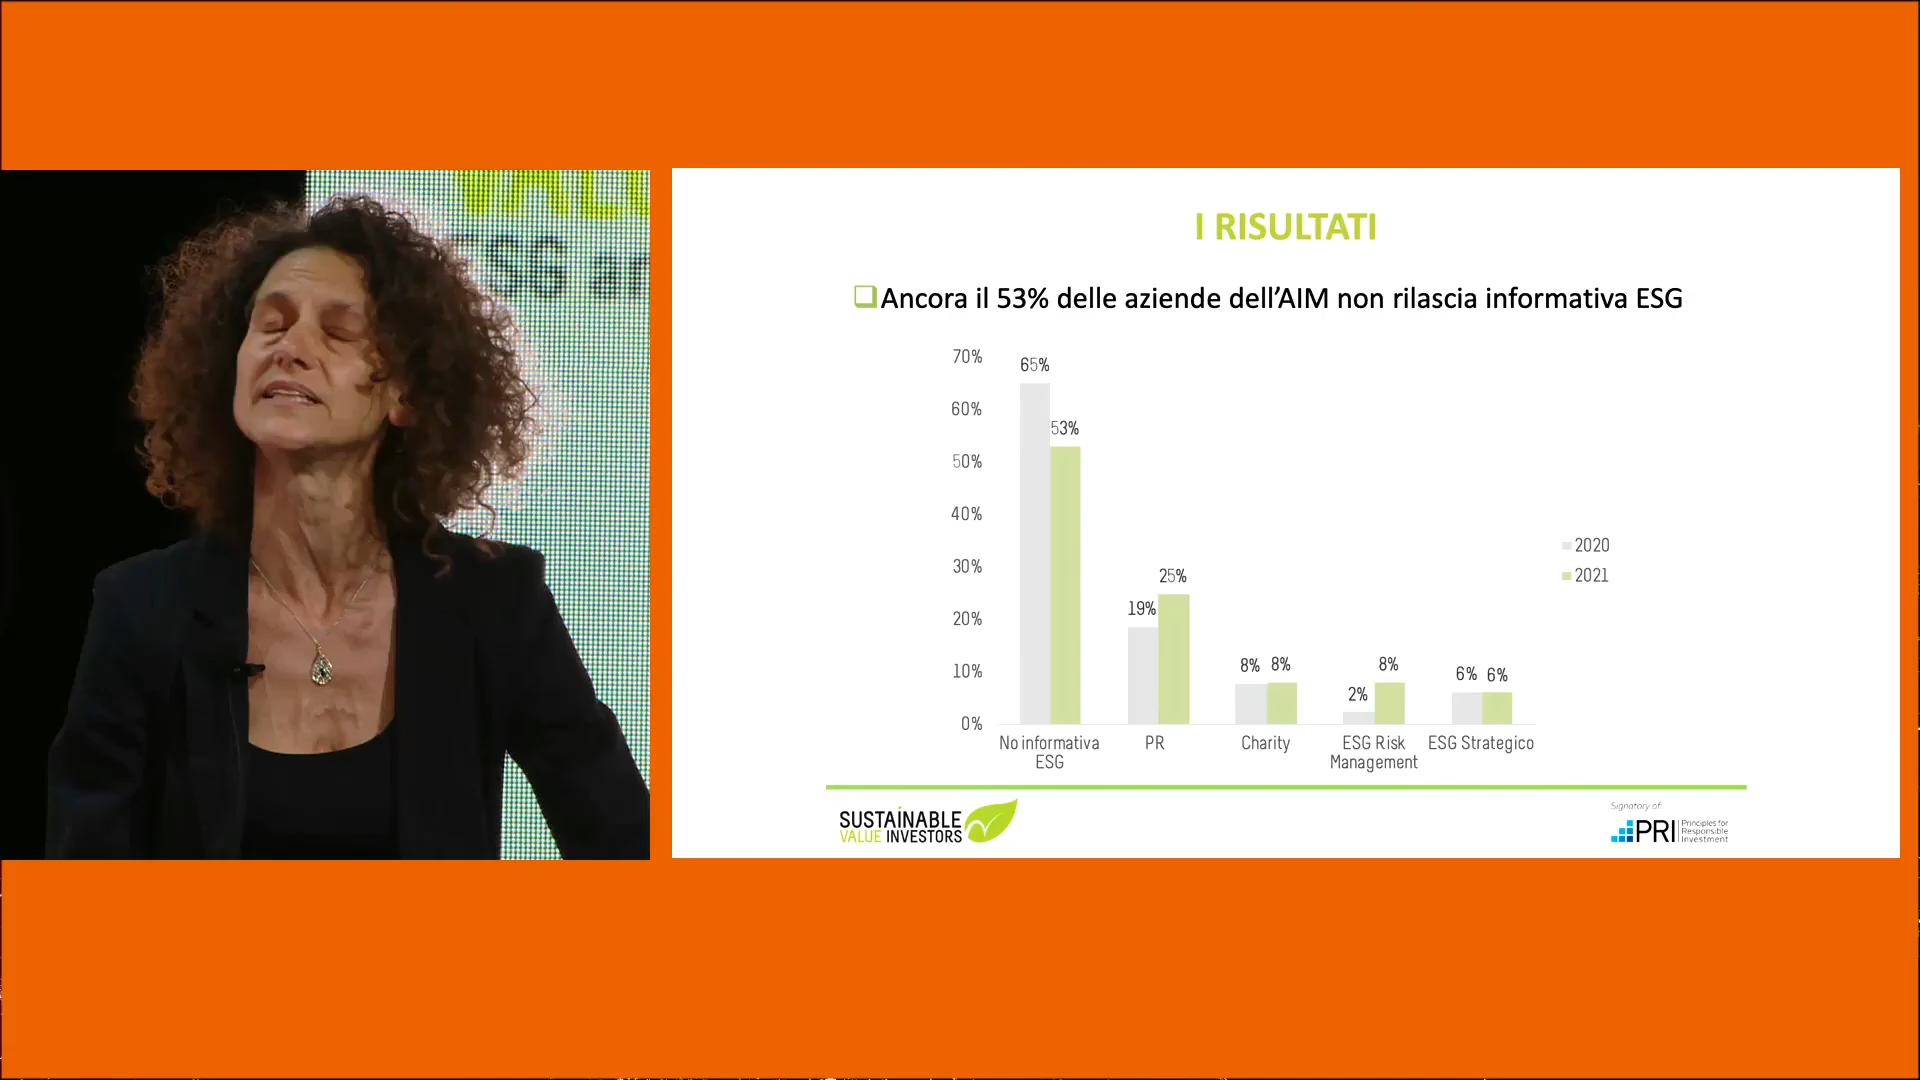 ESG
I RISULTATI
Ancora il 53% delle aziende dell'AIM non rilascia informativa ESG
70%
60%
50%
40%
30%
20%
10%
0%
65%
53%
19%
25%
8%
8%
2%
8%
6%
6%
No informativa
ESG
PR
Charity
ESG Risk
Management
ESG Strategico
2020
2021
SUSTAINABLE
VALUE INVESTORS
Signatory of:
PRI
Principles for
Responsible
Investment